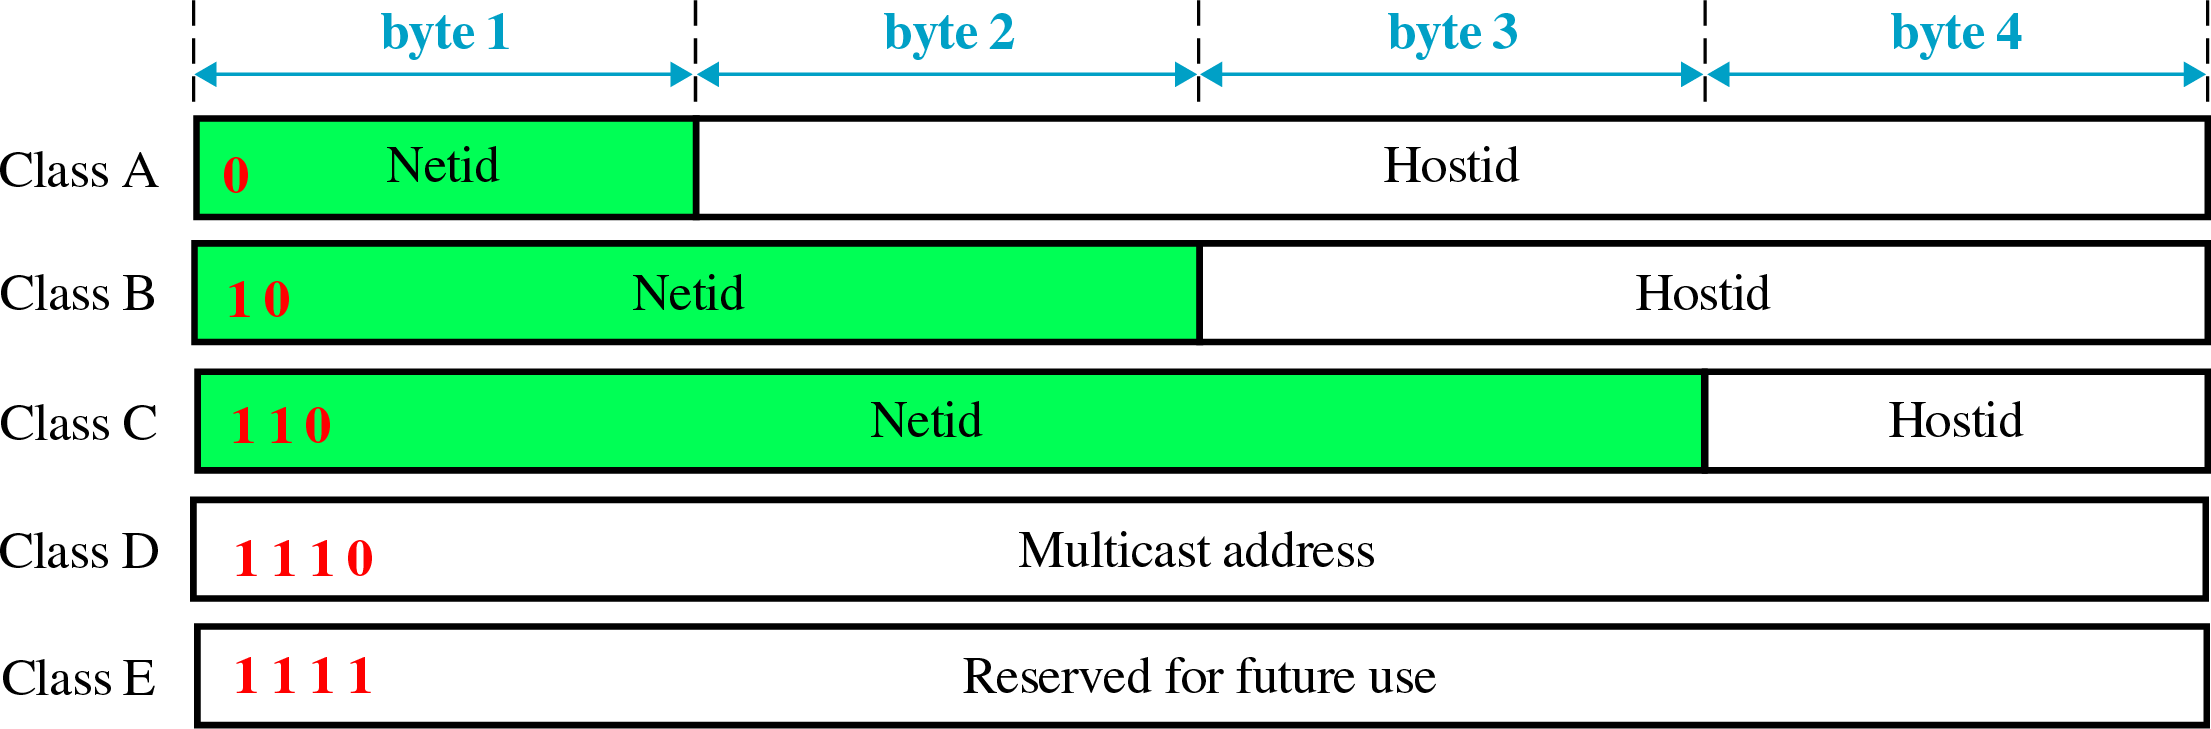 byte 1 byte 2 byte 3 byte 4
Class A 0 Netid Hostid
Class B 1 0 Netid Hostid
Class C 1 1 0 Netid Hostid
Class D 1 1 1 0 Multicast address
Class E 1 1 1 1 Reserved for future use